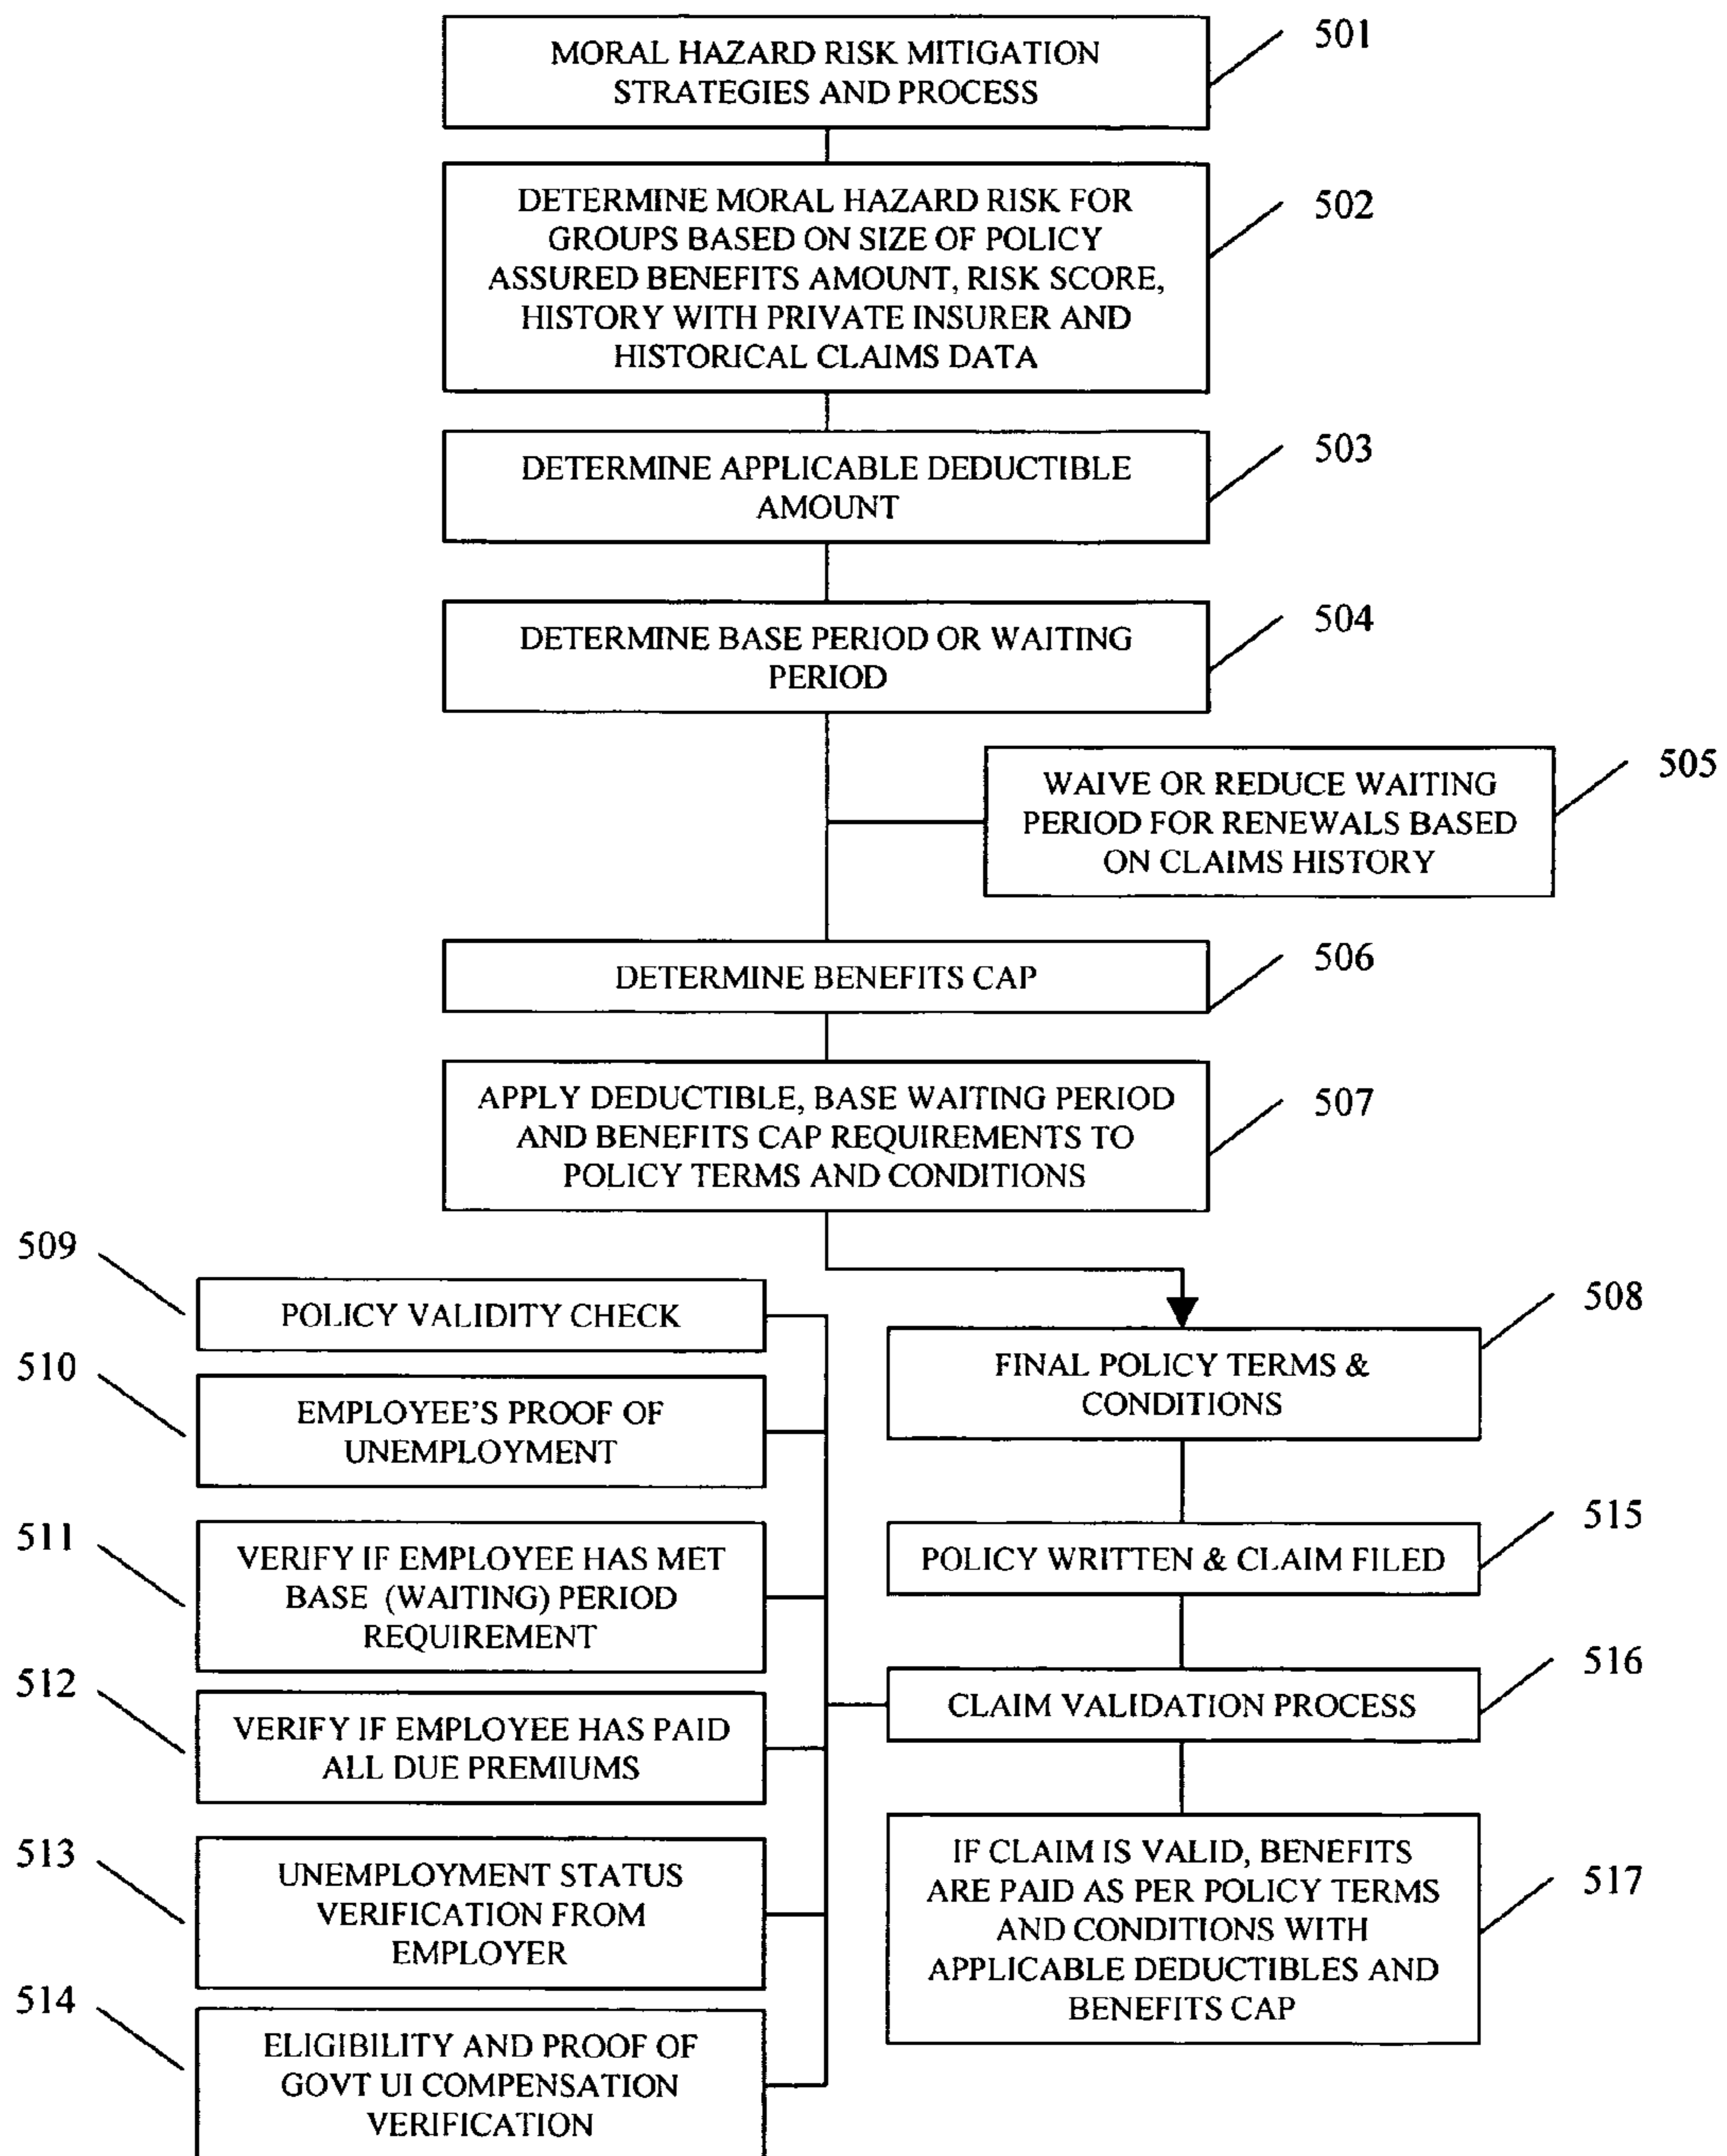 MORAL HAZARD RISK MITIGATION
STRATEGIES AND PROCESS
501
DETERMINE MORAL HAZARD RISK FOR
GROUPS BASED ON SIZE OF POLICY
ASSURED BENEFITS AMOUNT, RISK SCORE,
HISTORY WITH PRIVATE INSURER AND
HISTORICAL CLAIMS DATA
502
DETERMINE APPLICABLE DEDUCTIBLE
AMOUNT
503
DETERMINE BASE PERIOD OR WAITING
PERIOD
504
WAIVE OR REDUCE WAITING
PERIOD FOR RENEWALS BASED
ON CLAIMS HISTORY
505
DETERMINE BENEFITS CAP
506
APPLY DEDUCTIBLE, BASE WAITING PERIOD
AND BENEFITS CAP REQUIREMENTS TO
POLICY TERMS AND CONDITIONS
507
FINAL POLICY TERMS &
CONDITIONS
508
509
POLICY VALIDITY CHECK
510
EMPLOYEE'S PROOF OF
UNEMPLOYMENT
511
VERIFY IF EMPLOYEE HAS MET
BASE (WAITING) PERIOD
REQUIREMENT
512
VERIFY IF EMPLOYEE HAS PAID
ALL DUE PREMIUMS
513
UNEMPLOYMENT STATUS
VERIFICATION FROM
EMPLOYER
514
ELIGIBILITY AND PROOF OF
GOVT UI COMPENSATION
VERIFICATION
POLICY WRITTEN & CLAIM FILED
515
CLAIM VALIDATION PROCESS
516
IF CLAIM IS VALID, BENEFITS
ARE PAID AS PER POLICY TERMS
AND CONDITIONS WITH
APPLICABLE DEDUCTIBLES AND
BENEFITS CAP
517